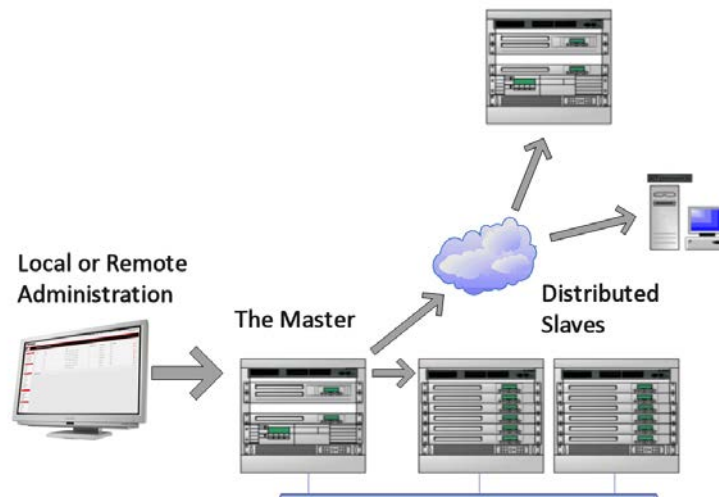 Local or Remote
Administration
The Master
Distributed
Slaves